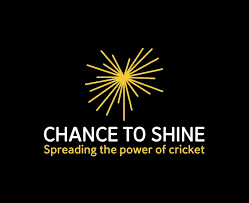 CHANCE TO SHINE
Spreading the power of cricket